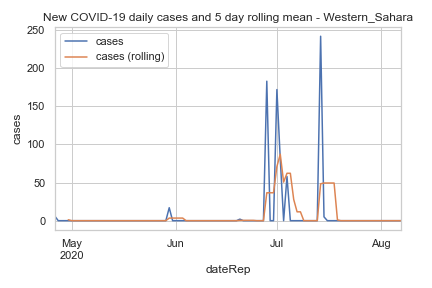 New COVID-19 daily cases and 5 day rolling mean - Western_Sahara
cases
cases (rolling)
250
200
150
100
50
0
cases
May
2020
Jun
Jul
Aug
dateRep